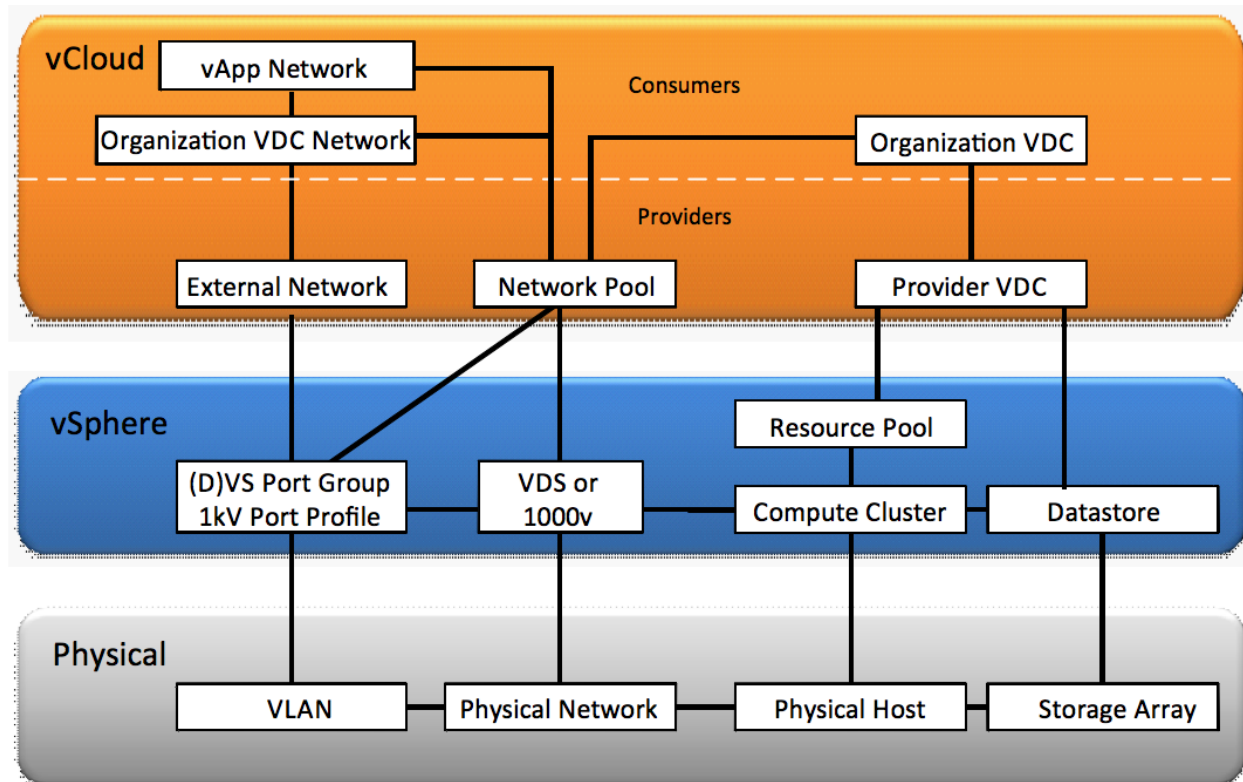 vCloud
vApp Network
Consumers
Organization VDC Network
Organization VDC
Providers
External Network
Network Pool
Provider VDC
vSphere
Resource Pool
(D)VS Port Group
1kV Port Profile
VDS or
1000v
Compute Cluster
Datastore
Physical
VLAN
Physical Network
Physical Host
Storage Array